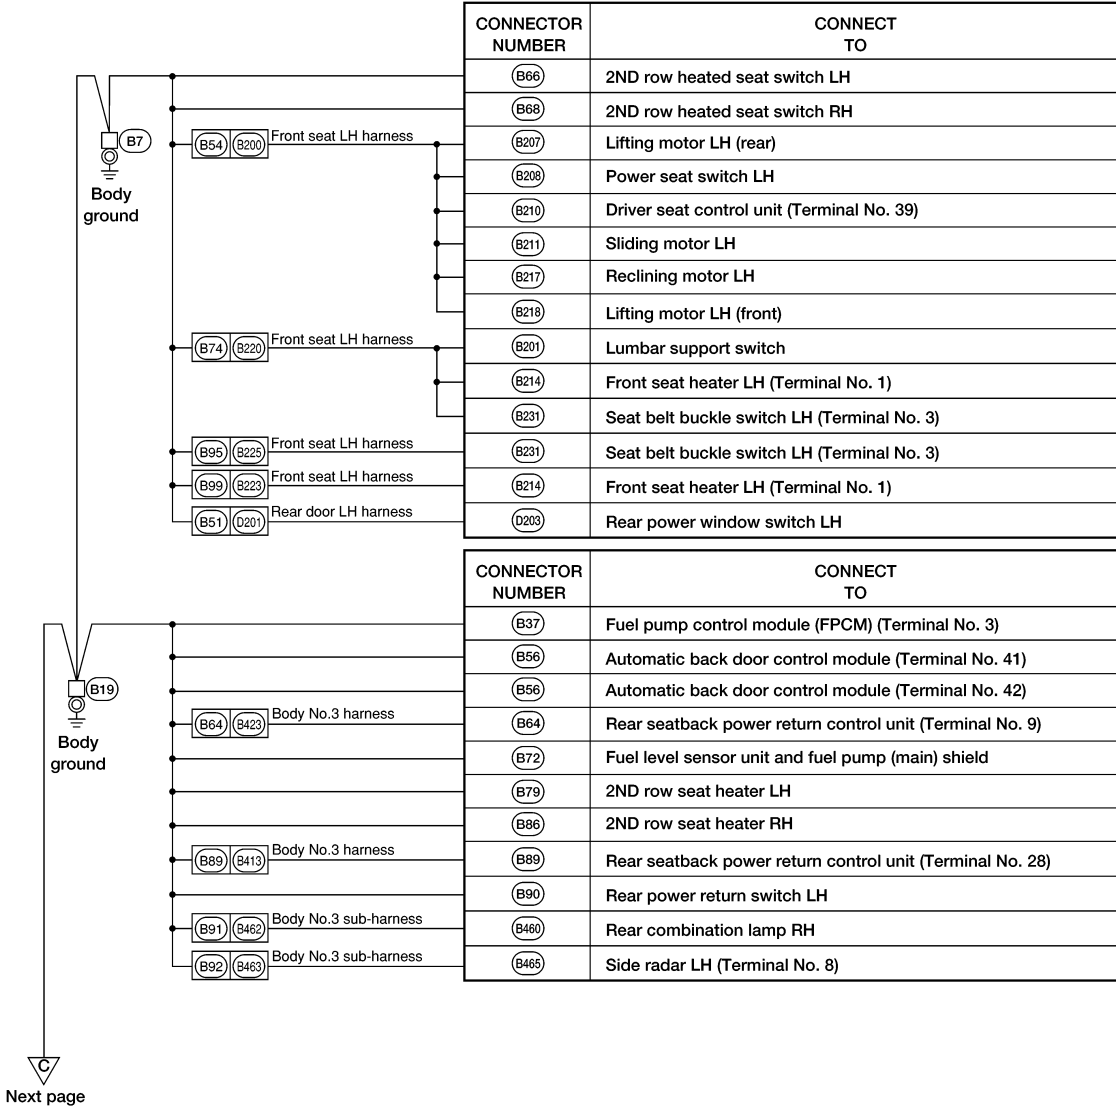 CONNECTOR NUMBER CONNECT TO
B66 2ND row heated seat switch LH
B68 2ND row heated seat switch RH
B7
Body
ground
B54 B200 Front seat LH harness B207 Lifting motor LH (rear)
B208 Power seat switch LH
B210 Driver seat control unit (Terminal No. 39)
B211 Sliding motor LH
B217 Reclining motor LH
B218 Lifting motor LH (front)
B74 B220 Front seat LH harness B201 Lumbar support switch
B214 Front seat heater LH (Terminal No. 1)
B231 Seat belt buckle switch LH (Terminal No. 3)
B95 B225 Front seat LH harness B231 Seat belt buckle switch LH (Terminal No. 3)
B99 B223 Front seat LH harness B214 Front seat heater LH (Terminal No. 1)
B51 D201 Rear door LH harness D203 Rear power window switch LH
CONNECTOR NUMBER CONNECT TO
B37 Fuel pump control module (FPCM) (Terminal No. 3)
B56 Automatic back door control module (Terminal No. 41)
B19
Body
ground
B56 Automatic back door control module (Terminal No. 42)
B64 B423 Body No.3 harness B64 Rear seatback power return control unit (Terminal No. 9)
B72 Fuel level sensor unit and fuel pump (main) shield
B79 2ND row seat heater LH
B86 2ND row seat heater RH
B89 B413 Body No.3 harness B89 Rear seatback power return control unit (Terminal No. 28)
B90 Rear power return switch LH
B91 B462 Body No.3 sub-harness B460 Rear combination lamp RH
B92 B463 Body No.3 sub-harness B465 Side radar LH (Terminal No. 8)
C
Next page